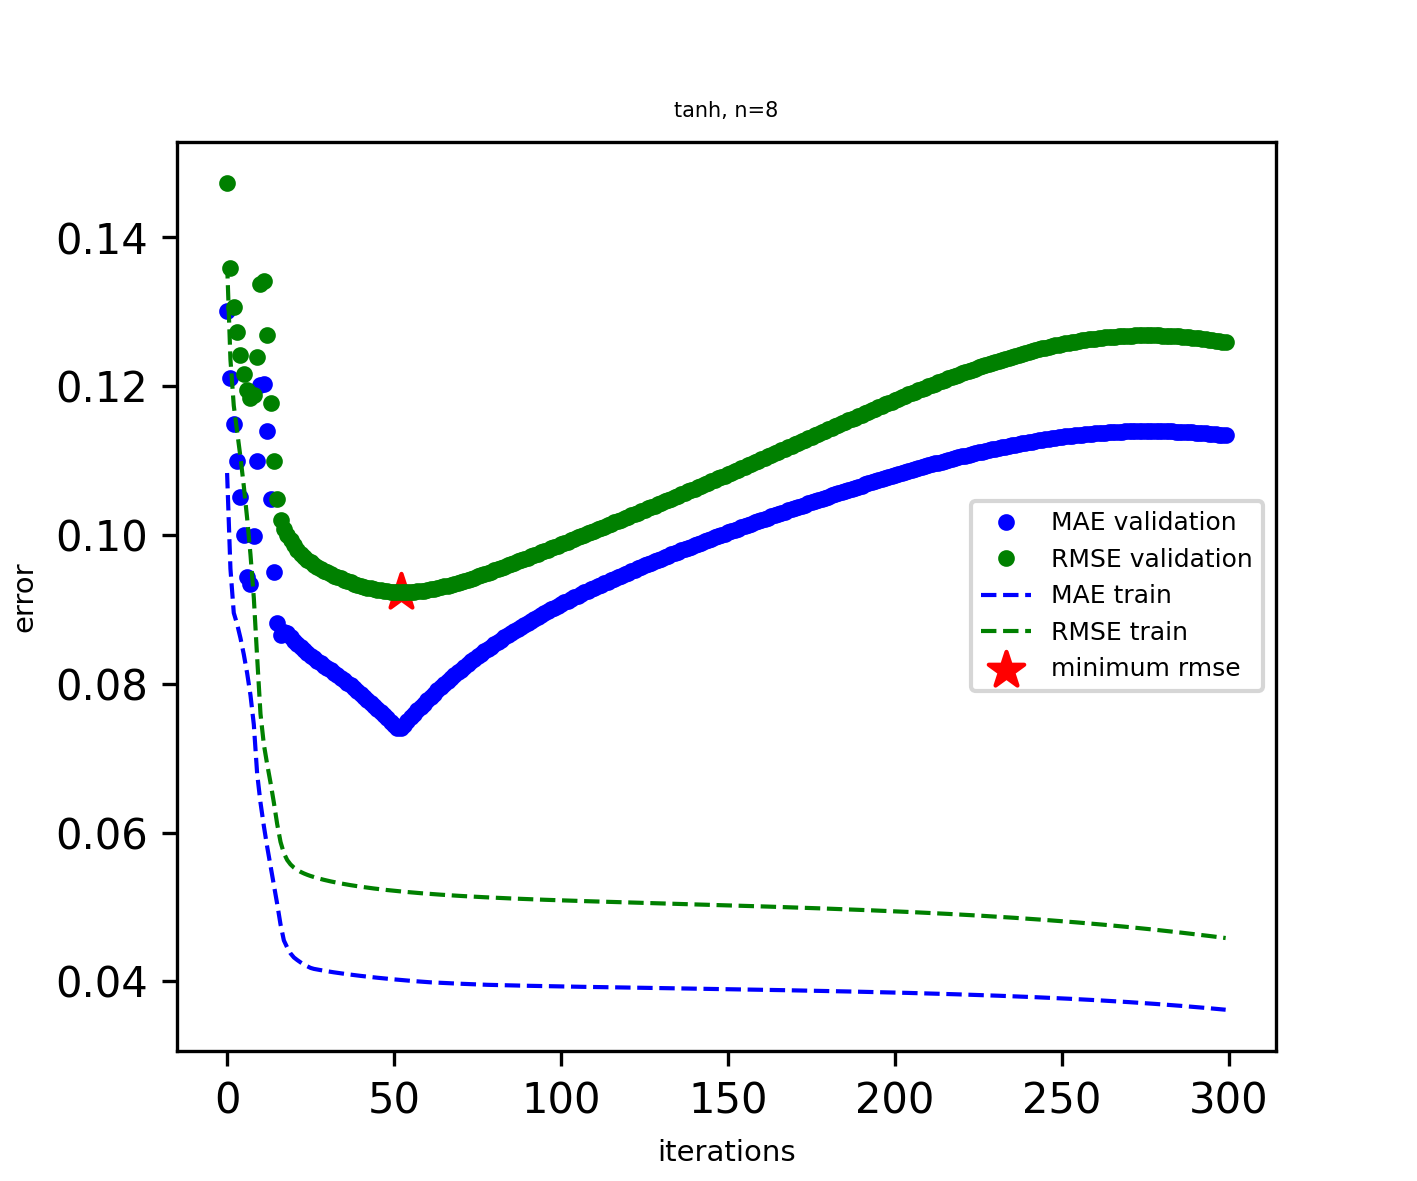 tanh, n=8
error
0.14
0.12
0.10
0.08
0.06
0.04
MAE validation
RMSE validation
MAE train
RMSE train
minimum rmse
0
50
100
150
200
250
300
iterations